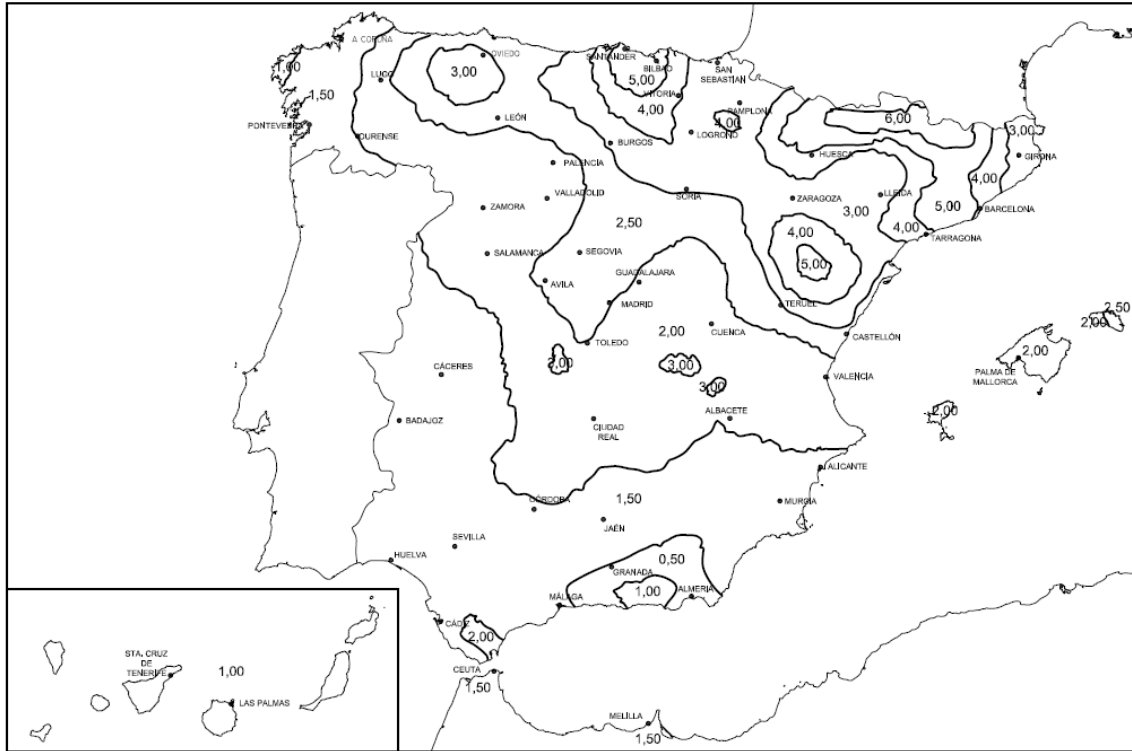 A CORUÑA
OVIEDO
SANTANDER
BILBAO
SAN
SEBASTIÁN
1,00
LUGO
3,00
5,00
VITORIA
1,50
4,00
PAMPLONA
4,00
6,00
PONTEVEDRA
LEÓN
LOGROÑO
3,00
OURENSE
BURGOS
HUESCA
GIRONA
PALENCIA
4,00
VALLADOLID
SORIA
ZARAGOZA
LLEIDA
ZAMORA
3,00
5,00
BARCELONA
2,50
4,00
4,00
TARRAGONA
SALAMANCA
SEGOVIA
5,00
GUADALAJARA
AVILA
MADRID
TERUEL
2,50
2,00
2,00
CUENCA
CASTELLÓN
TOLEDO
2,00
3,00
3,00
CÁCERES
3,00
VALENCIA
PALMA DE
MALLORCA
BADAJOZ
CIUDAD
REAL
ALBACETE
2,00
ALICANTE
CÓRDOBA
1,50
MURCIA
JAÉN
SEVILLA
HUELVA
0,50
GRANADA
1,00
MÁLAGA
ALMERIA
CÁDIZ
2,00
STA. CRUZ
DE
TENERIFE
1,00
CEUTA
1,50
LAS PALMAS
MELILLA
1,50